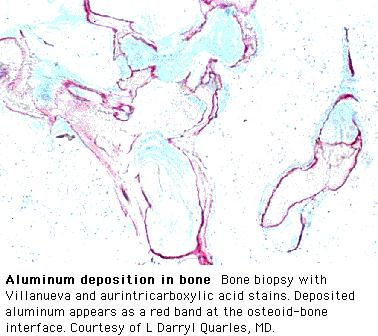 Aluminum deposition in bone Bone biopsy with
Villanueva and aurintricarboxylic acid stains. Deposited
aluminum appears as a red band at the osteoid-bone
interface. Courtesy of L Darryl Quarles, MD.